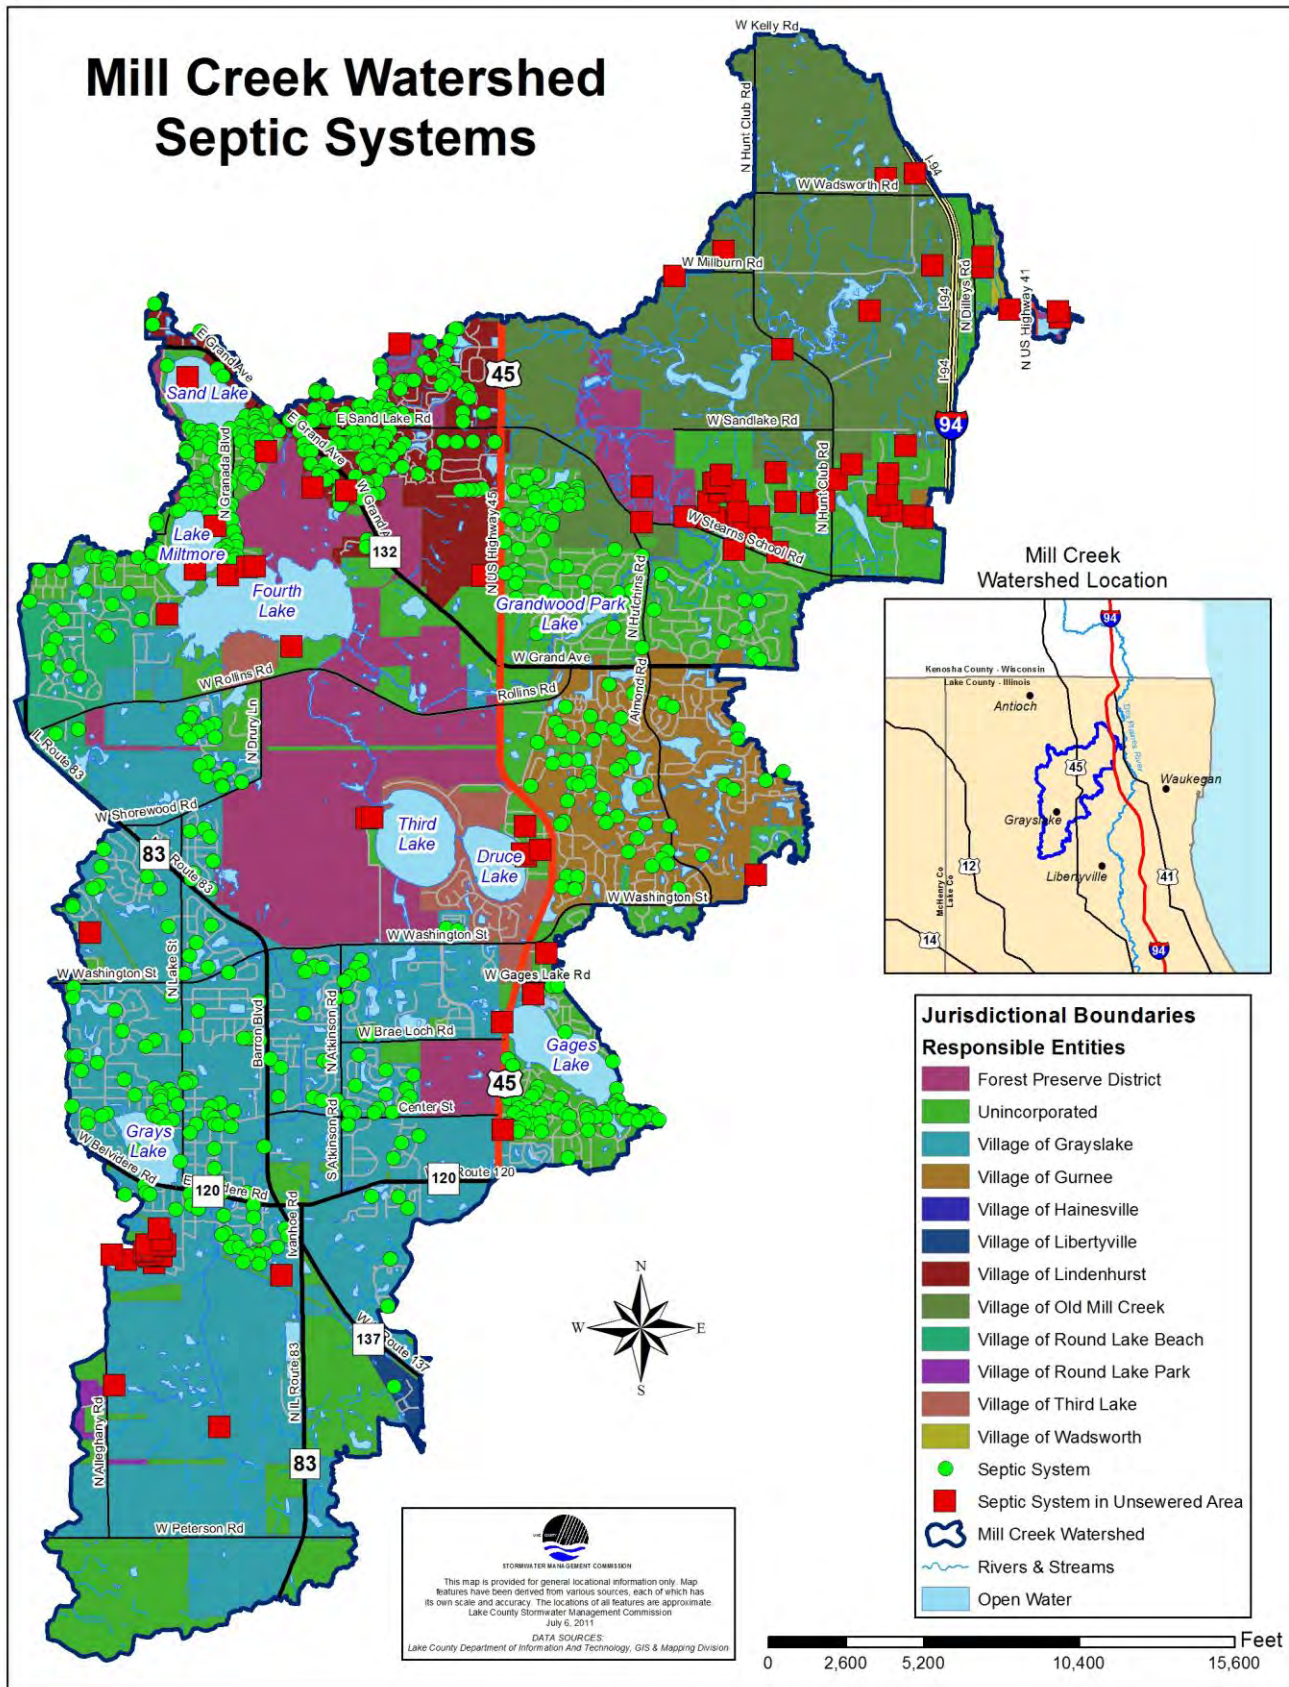 Mill Creek Watershed
Septic Systems
W Kelly Rd
N Hunt Club Rd
I-94
W Wadsworth Rd
W Millburn Rd
N Dilleys Rd
I-94
N US Highway 41
I-94
E Grand Ave
Sand Lake
45
E Sand Lake Rd
E Grand Ave
W Sandlake Rd
94
N Granada Blvd
N Hunt Club Rd
N US Highway 45
W Stearns School Rd
Lake
Miltmore
132
Fourth
Lake
Grandwood Park
Lake
N Hutchins Rd
W Grand Ave
W Rollins Rd
Rollins Rd
Almond Rd
N Drury Ln
IL Route 83
W Shorewood Rd
83
Route 83
Third
Lake
Druce
Lake
W Washington St
W Washington St
N Lake St
W Washington St
W Gages Lake Rd
Barron Blvd
N Atkinson Rd
W Brae Loch Rd
Gages
Lake
45
Center St
Grays
Lake
S Atkinson Rd
W Belvidere Rd
120
120
Route 120
Ivanhoe Rd
137
Route 137
N IL Route 83
N Alleghany Rd
83
W Peterson Rd
N
W
E
S
Mill Creek
Watershed Location
94
Kenosha County - Wisconsin
Lake County - Illinois
Antioch
Des Plaines River
45
Waukegan
Grayslake
12
Libertyville
41
McHenry Co
Lake Co
14
94
Jurisdictional Boundaries
Responsible Entities
Forest Preserve District
Unincorporated
Village of Grayslake
Village of Gurnee
Village of Hainesville
Village of Libertyville
Village of Lindenhurst
Village of Old Mill Creek
Village of Round Lake Beach
Village of Round Lake Park
Village of Third Lake
Village of Wadsworth
Septic System
Septic System in Unsewered Area
Mill Creek Watershed
Rivers & Streams
Open Water
STORMWATER MANAGEMENT COMMISSION
This map is provided for general locational information only. Map
features have been derived from various sources, each of which has
its own scale and accuracy. The locations of all features are approximate.
Lake County Stormwater Management Commission
July 6, 2011
DATA SOURCES:
Lake County Department of Information And Technology, GIS & Mapping Division
Feet
0 2,600 5,200 10,400 15,600